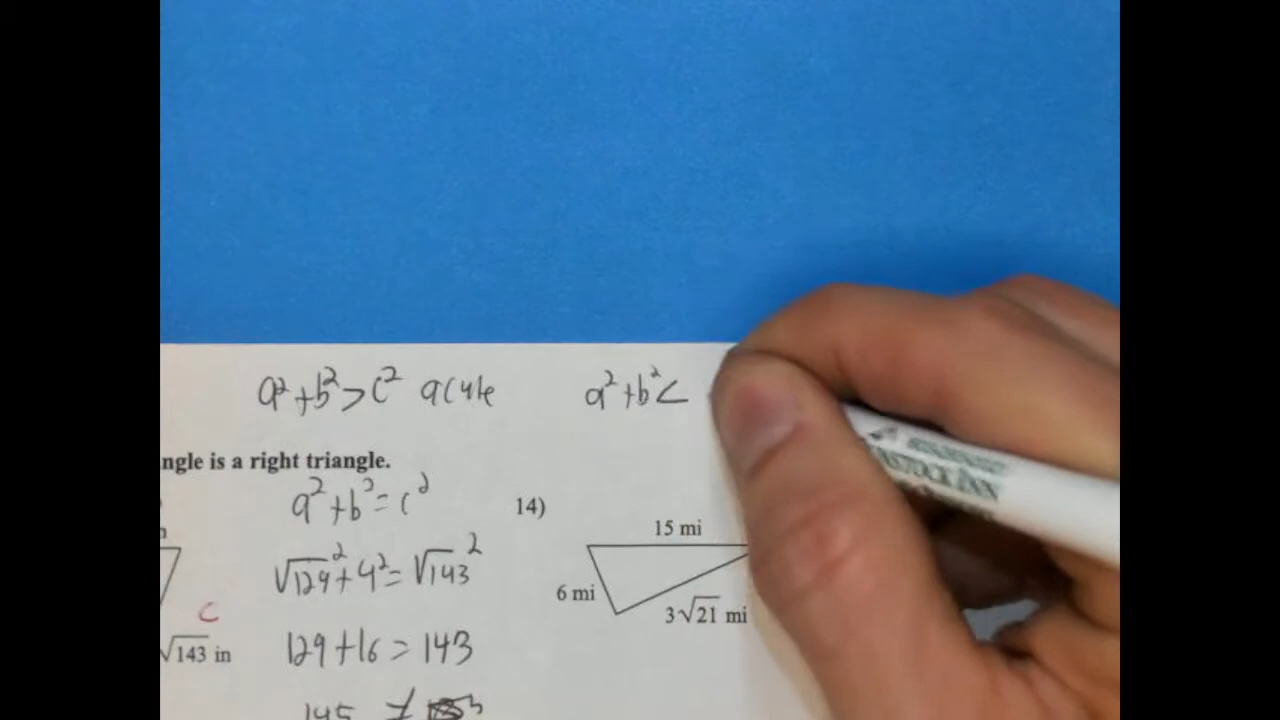 a² + b² > c² acute
a² + b² <
ngle is a right triangle.
a² + b² = c²
14)
15 mi
√129² + 4² = √143²
6 mi
3√21 mi
C
√143 in
129 + 16 > 143
145 ≠